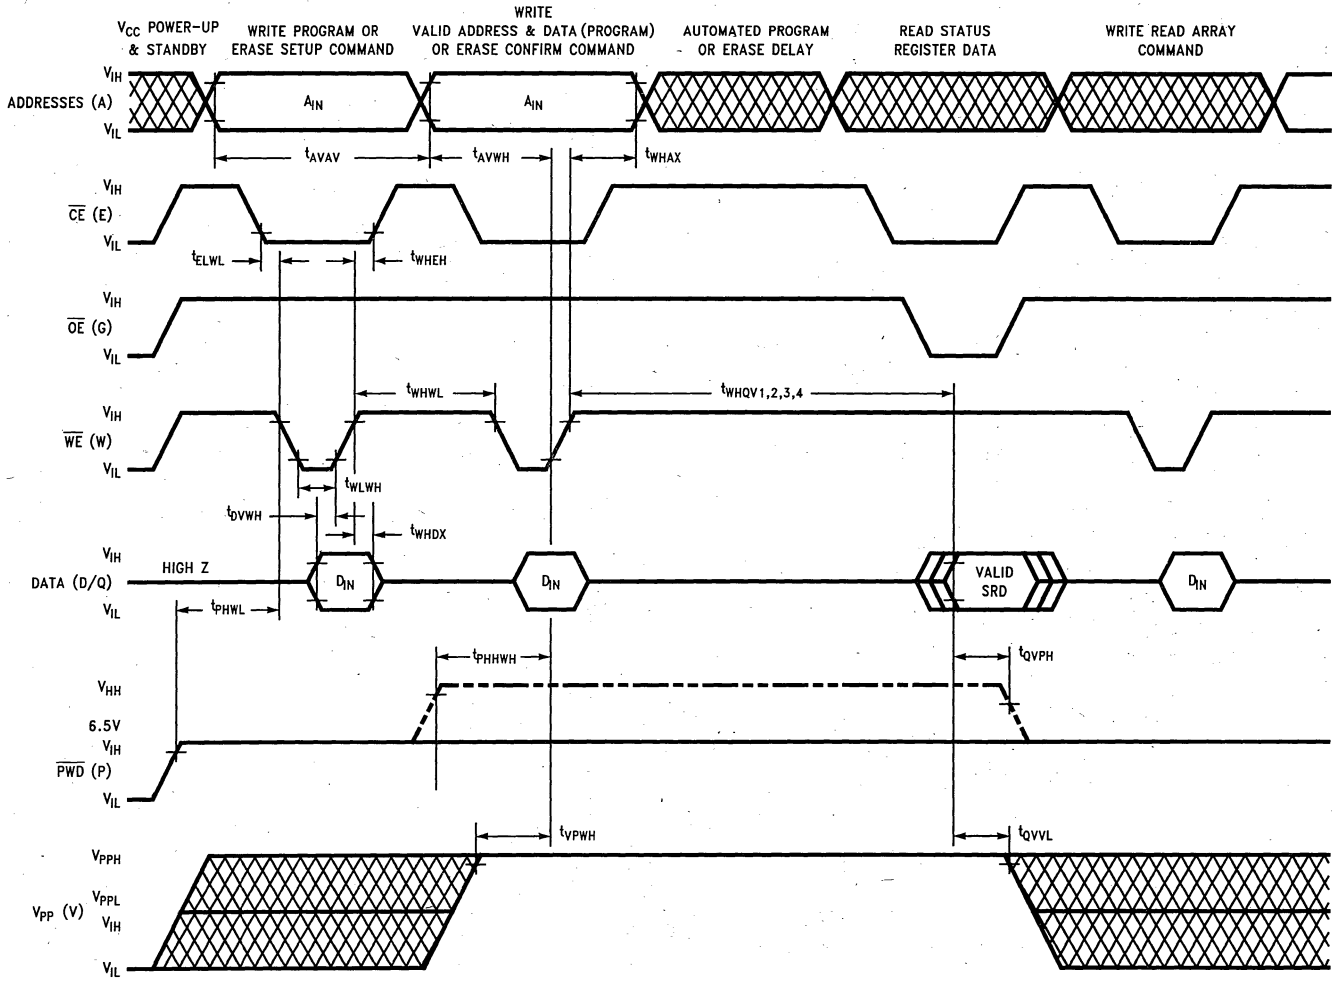 VCC POWER-UP
& STANDBY
WRITE PROGRAM OR
ERASE SETUP COMMAND
WRITE
VALID ADDRESS & DATA (PROGRAM)
OR ERASE CONFIRM COMMAND
AUTOMATED PROGRAM
OR ERASE DELAY
READ STATUS
REGISTER DATA
WRITE READ ARRAY
COMMAND
VIH
ADDRESSES (A)
AIN
AIN
VIL
tAVAV
tAVWH
tWHAX
VIH
CE (E)
VIL
tELWL
tWHEH
VIH
OE (G)
VIL
tWHWL
tWHQV1,2,3,4
VIH
WE (W)
VIL
tWLWH
tDVWH
tWHDX
VIH
HIGH Z
DATA (D/Q)
DIN
DIN
VALID
SRD
DIN
VIL
tPHWL
tPHHWH
tQVPH
VHH
6.5V
VIH
PWD (P)
VIL
tVPWH
tQVVL
VPPH
VPPL
VPP (V)
VIH
VIL